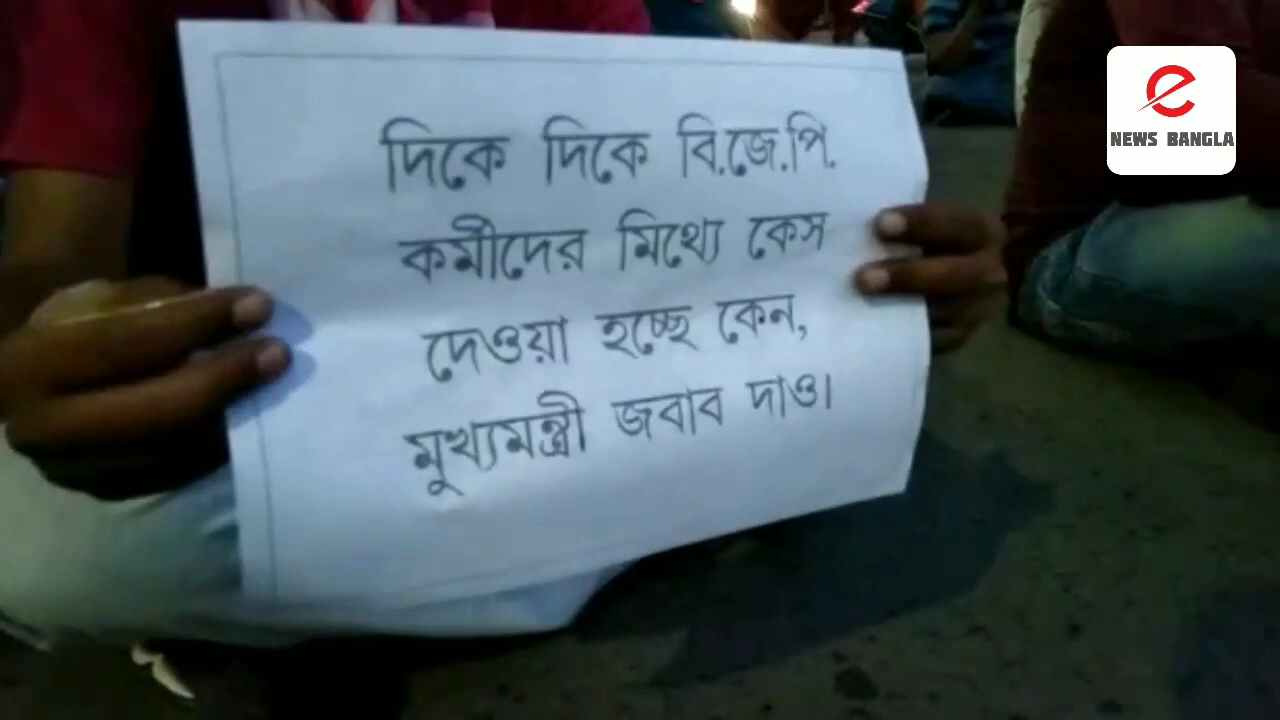 দিকে দিকে বি.জে.পি.
কর্মীদের মিথ্যে কেস
দেওয়া হচ্ছে কেন,
মুখ্যমন্ত্রী জবাব দাও।
e
NEWS BANGLA